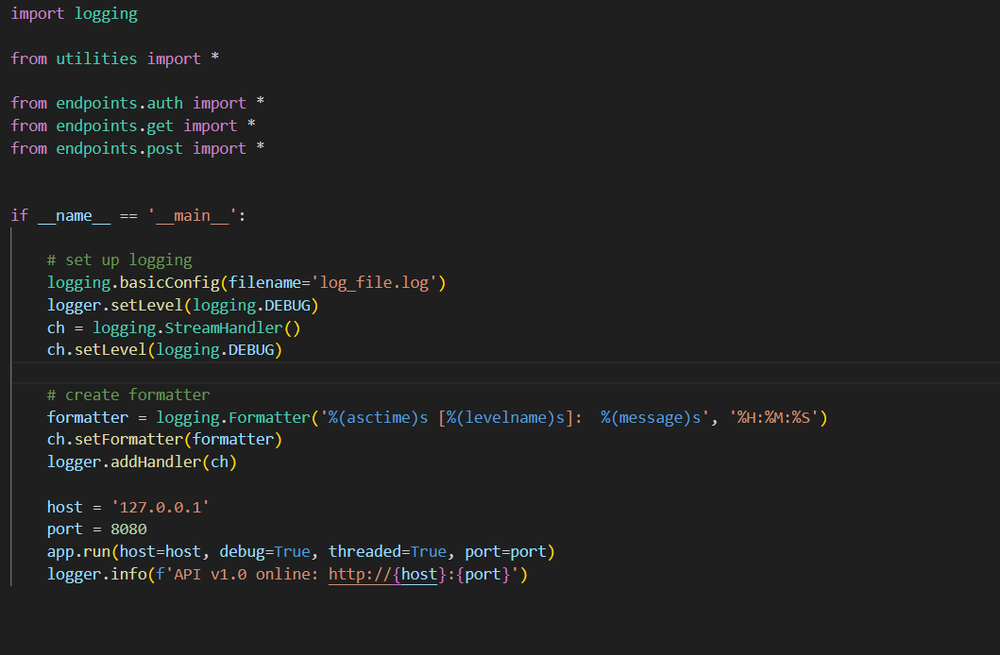 import logging
from utilities import *
from endpoints.auth import *
from endpoints.get import *
from endpoints.post import *
if __name__ == '__main__':
# set up logging
logging.basicConfig(filename='log_file.log')
logger.setLevel(logging.DEBUG)
ch = logging.StreamHandler()
ch.setLevel(logging.DEBUG)
# create formatter
formatter = logging.Formatter('%(asctime)s [%(levelname)s]:  %(message)s', '%H:%M:%S')
ch.setFormatter(formatter)
logger.addHandler(ch)
host = '127.0.0.1'
port = 8080
app.run(host=host, debug=True, threaded=True, port=port)
logger.info(f'API v1.0 online: http://{host}:{port}')